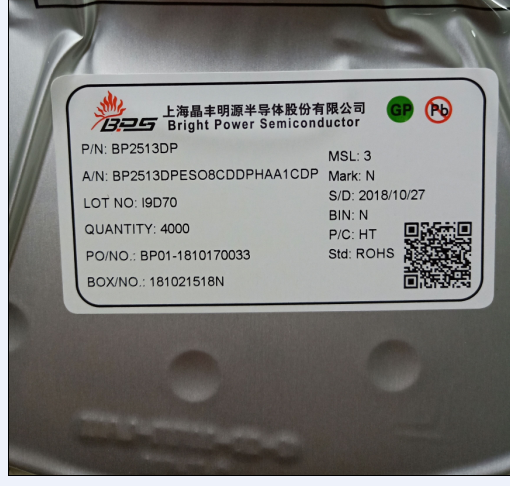 BPS
上海晶丰明源半导体股份有限公司
Bright Power Semiconductor
GP
Pb
P/N: BP2513DP
A/N: BP2513DPESO8CDDPHAA1CDP
LOT NO: I9D70
QUANTITY: 4000
PO/NO.: BP01-1810170033
BOX/NO.: 181021518N
MSL: 3
Mark: N
S/D: 2018/10/27
BIN: N
P/C: HT
Std: ROHS